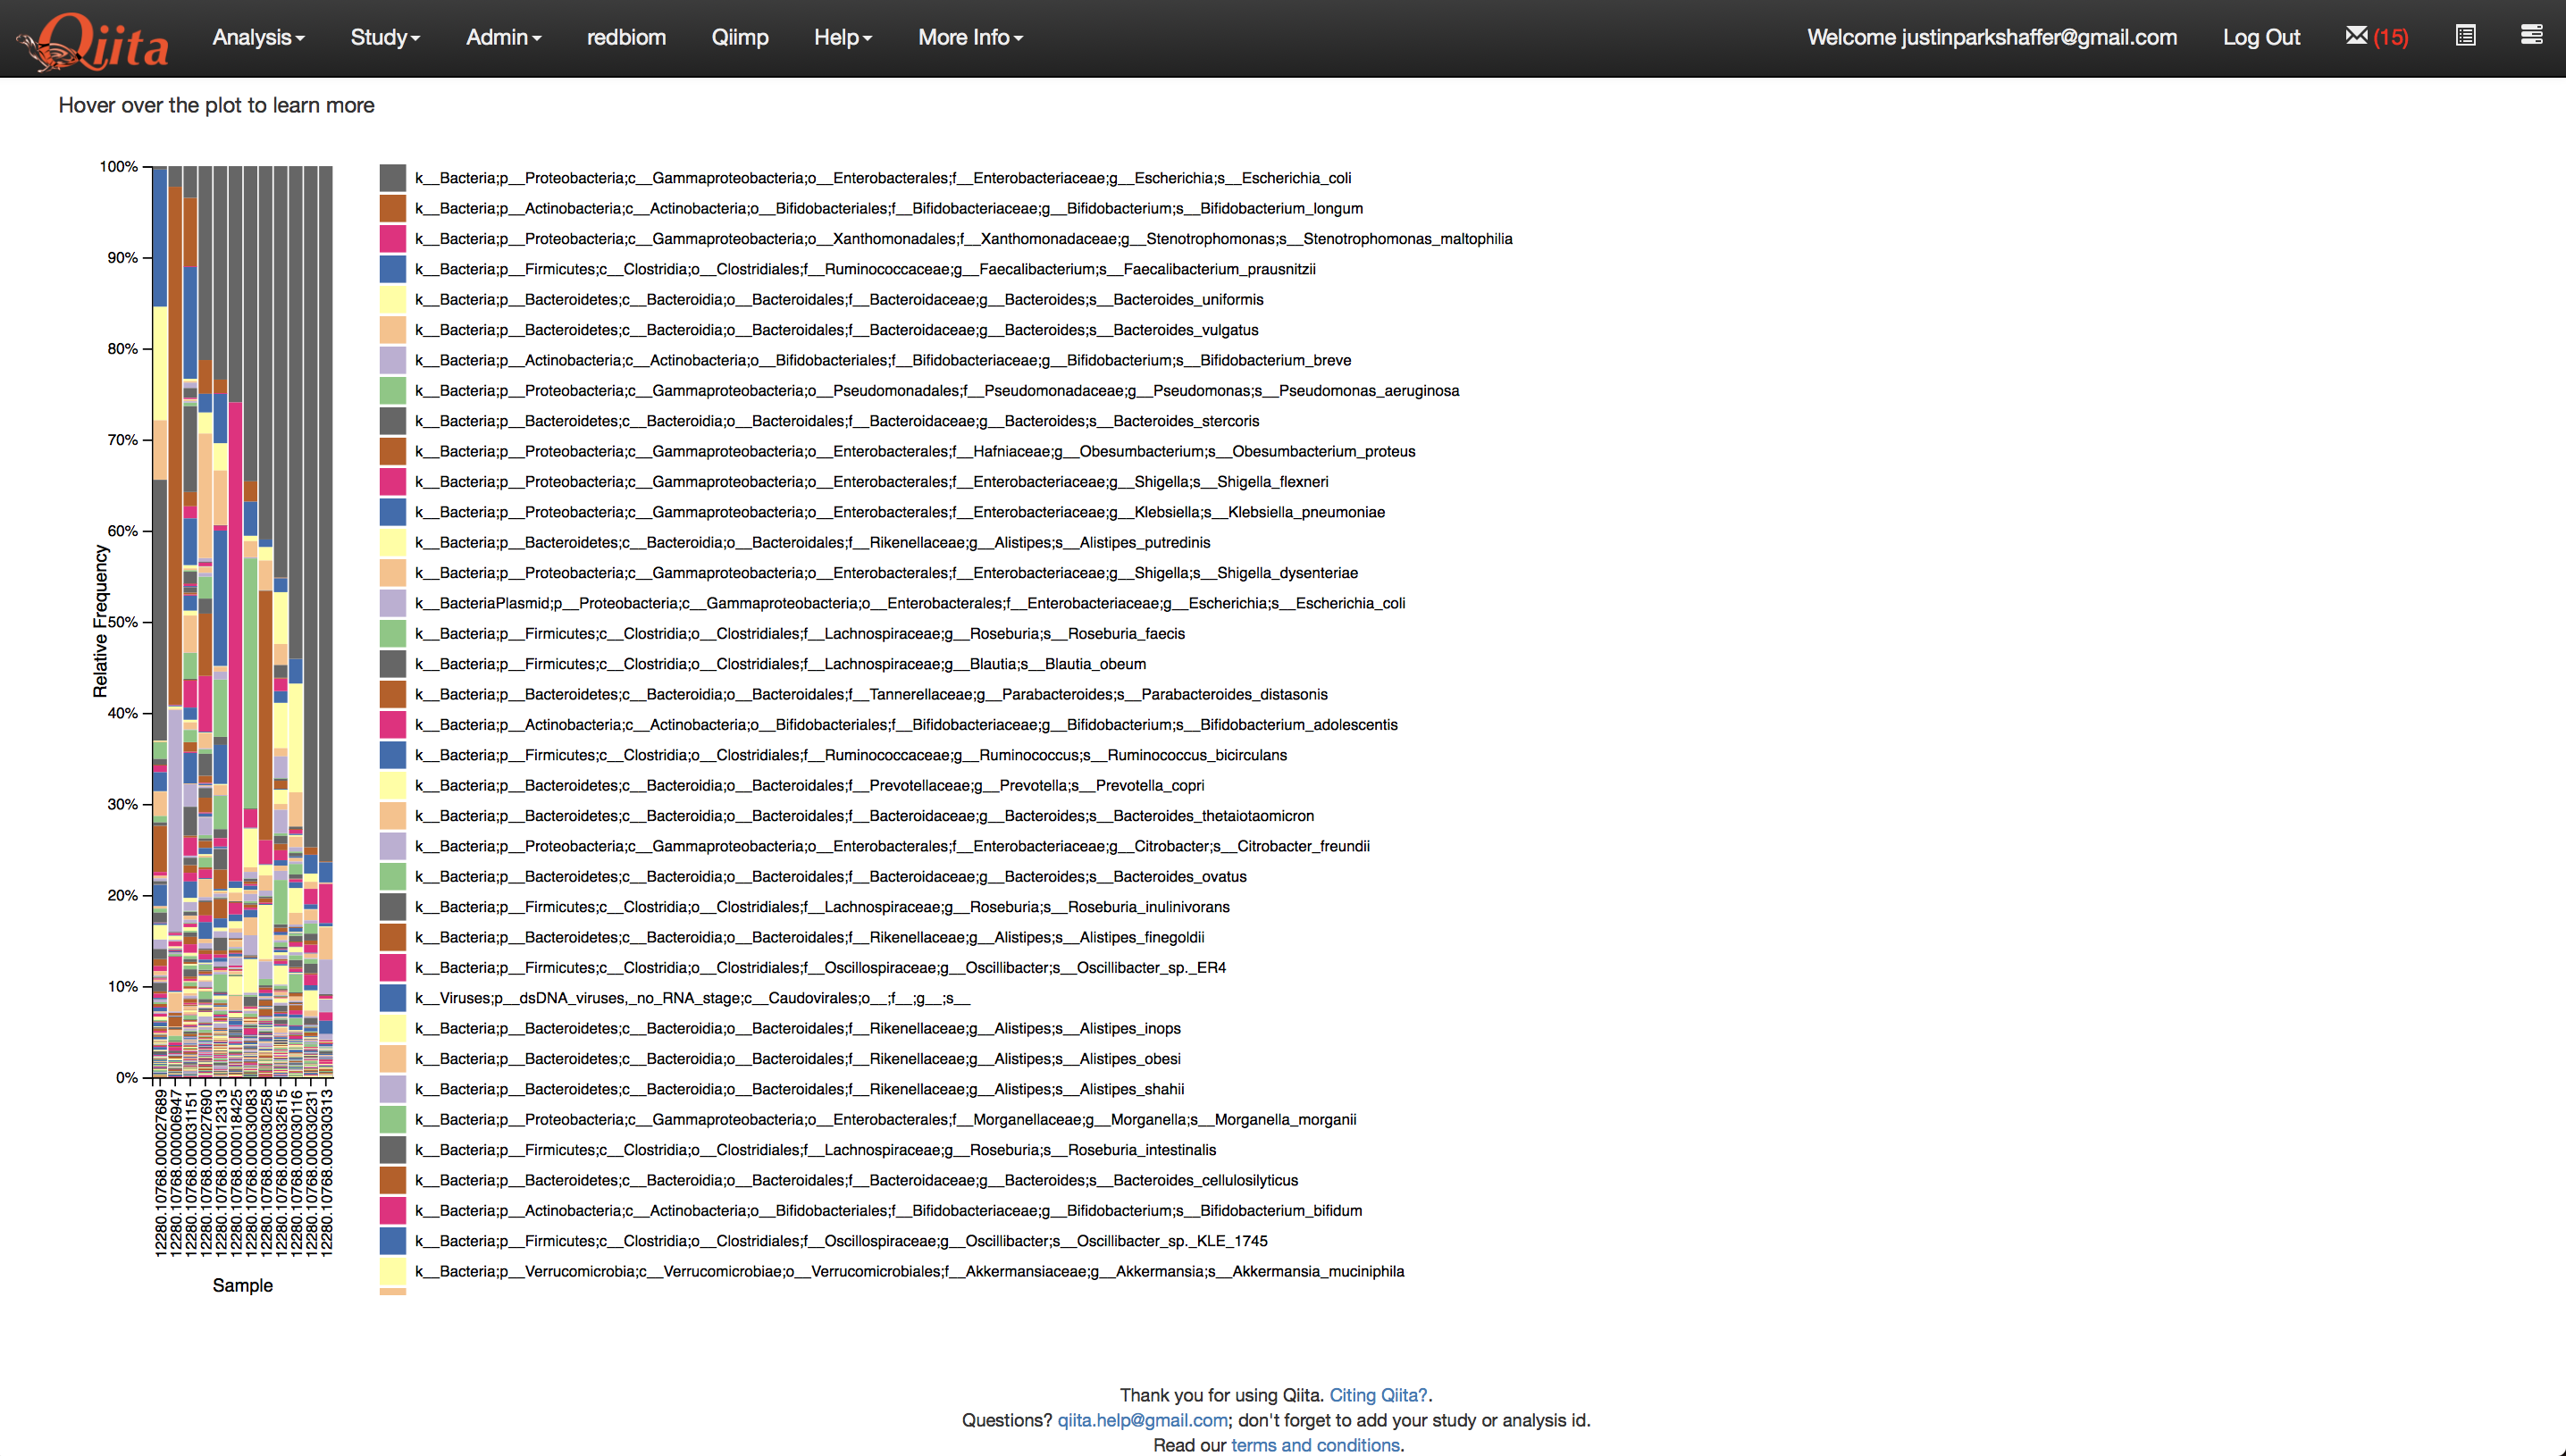 Qiita Analysis Study Admin redbiom Qiimp Help More Info Welcome justinparkshaffer@gmail.com Log Out (15)
Hover over the plot to learn more
100%
90%
80%
70%
60%
50%
40%
30%
20%
10%
0%
Relative Frequency
12280.10768.000027689
12280.10768.000006947
12280.10768.000031151
12280.10768.000027690
12280.10768.000012313
12280.10768.000018425
12280.10768.000030083
12280.10768.000030258
12280.10768.000032615
12280.10768.000030116
12280.10768.000030231
12280.10768.000030313
Sample
k__Bacteria;p__Proteobacteria;c__Gammaproteobacteria;o__Enterobacterales;f__Enterobacteriaceae;g__Escherichia;s__Escherichia_coli
k__Bacteria;p__Actinobacteria;c__Actinobacteria;o__Bifidobacteriales;f__Bifidobacteriaceae;g__Bifidobacterium;s__Bifidobacterium_longum
k__Bacteria;p__Proteobacteria;c__Gammaproteobacteria;o__Xanthomonadales;f__Xanthomonadaceae;g__Stenotrophomonas;s__Stenotrophomonas_maltophilia
k__Bacteria;p__Firmicutes;c__Clostridia;o__Clostridiales;f__Ruminococcaceae;g__Faecalibacterium;s__Faecalibacterium_prausnitzii
k__Bacteria;p__Bacteroidetes;c__Bacteroidia;o__Bacteroidales;f__Bacteroidaceae;g__Bacteroides;s__Bacteroides_uniformis
k__Bacteria;p__Bacteroidetes;c__Bacteroidia;o__Bacteroidales;f__Bacteroidaceae;g__Bacteroides;s__Bacteroides_vulgatus
k__Bacteria;p__Actinobacteria;c__Actinobacteria;o__Bifidobacteriales;f__Bifidobacteriaceae;g__Bifidobacterium;s__Bifidobacterium_breve
k__Bacteria;p__Proteobacteria;c__Gammaproteobacteria;o__Pseudomonadales;f__Pseudomonadaceae;g__Pseudomonas;s__Pseudomonas_aeruginosa
k__Bacteria;p__Bacteroidetes;c__Bacteroidia;o__Bacteroidales;f__Bacteroidaceae;g__Bacteroides;s__Bacteroides_stercoris
k__Bacteria;p__Proteobacteria;c__Gammaproteobacteria;o__Enterobacterales;f__Hafniaceae;g__Obesumbacterium;s__Obesumbacterium_proteus
k__Bacteria;p__Proteobacteria;c__Gammaproteobacteria;o__Enterobacterales;f__Enterobacteriaceae;g__Shigella;s__Shigella_flexneri
k__Bacteria;p__Proteobacteria;c__Gammaproteobacteria;o__Enterobacterales;f__Enterobacteriaceae;g__Klebsiella;s__Klebsiella_pneumoniae
k__Bacteria;p__Bacteroidetes;c__Bacteroidia;o__Bacteroidales;f__Rikenellaceae;g__Alistipes;s__Alistipes_putredinis
k__Bacteria;p__Proteobacteria;c__Gammaproteobacteria;o__Enterobacterales;f__Enterobacteriaceae;g__Shigella;s__Shigella_dysenteriae
k__BacteriaPlasmid;p__Proteobacteria;c__Gammaproteobacteria;o__Enterobacterales;f__Enterobacteriaceae;g__Escherichia;s__Escherichia_coli
k__Bacteria;p__Firmicutes;c__Clostridia;o__Clostridiales;f__Lachnospiraceae;g__Roseburia;s__Roseburia_faecis
k__Bacteria;p__Firmicutes;c__Clostridia;o__Clostridiales;f__Lachnospiraceae;g__Blautia;s__Blautia_obeum
k__Bacteria;p__Bacteroidetes;c__Bacteroidia;o__Bacteroidales;f__Tannerellaceae;g__Parabacteroides;s__Parabacteroides_distasonis
k__Bacteria;p__Actinobacteria;c__Actinobacteria;o__Bifidobacteriales;f__Bifidobacteriaceae;g__Bifidobacterium;s__Bifidobacterium_adolescentis
k__Bacteria;p__Firmicutes;c__Clostridia;o__Clostridiales;f__Ruminococcaceae;g__Ruminococcus;s__Ruminococcus_bicirculans
k__Bacteria;p__Bacteroidetes;c__Bacteroidia;o__Bacteroidales;f__Prevotellaceae;g__Prevotella;s__Prevotella_copri
k__Bacteria;p__Bacteroidetes;c__Bacteroidia;o__Bacteroidales;f__Bacteroidaceae;g__Bacteroides;s__Bacteroides_thetaiotaomicron
k__Bacteria;p__Proteobacteria;c__Gammaproteobacteria;o__Enterobacterales;f__Enterobacteriaceae;g__Citrobacter;s__Citrobacter_freundii
k__Bacteria;p__Bacteroidetes;c__Bacteroidia;o__Bacteroidales;f__Bacteroidaceae;g__Bacteroides;s__Bacteroides_ovatus
k__Bacteria;p__Firmicutes;c__Clostridia;o__Clostridiales;f__Lachnospiraceae;g__Roseburia;s__Roseburia_inulinivorans
k__Bacteria;p__Bacteroidetes;c__Bacteroidia;o__Bacteroidales;f__Rikenellaceae;g__Alistipes;s__Alistipes_finegoldii
k__Bacteria;p__Firmicutes;c__Clostridia;o__Clostridiales;f__Oscillospiraceae;g__Oscillibacter;s__Oscillibacter_sp._ER4
k__Viruses;p__dsDNA_viruses,_no_RNA_stage;c__Caudovirales;o__;f__;g__;s__
k__Bacteria;p__Bacteroidetes;c__Bacteroidia;o__Bacteroidales;f__Rikenellaceae;g__Alistipes;s__Alistipes_inops
k__Bacteria;p__Bacteroidetes;c__Bacteroidia;o__Bacteroidales;f__Rikenellaceae;g__Alistipes;s__Alistipes_obesi
k__Bacteria;p__Bacteroidetes;c__Bacteroidia;o__Bacteroidales;f__Rikenellaceae;g__Alistipes;s__Alistipes_shahii
k__Bacteria;p__Proteobacteria;c__Gammaproteobacteria;o__Enterobacterales;f__Morganellaceae;g__Morganella;s__Morganella_morganii
k__Bacteria;p__Firmicutes;c__Clostridia;o__Clostridiales;f__Lachnospiraceae;g__Roseburia;s__Roseburia_intestinalis
k__Bacteria;p__Bacteroidetes;c__Bacteroidia;o__Bacteroidales;f__Bacteroidaceae;g__Bacteroides;s__Bacteroides_cellulosilyticus
k__Bacteria;p__Actinobacteria;c__Actinobacteria;o__Bifidobacteriales;f__Bifidobacteriaceae;g__Bifidobacterium;s__Bifidobacterium_bifidum
k__Bacteria;p__Firmicutes;c__Clostridia;o__Clostridiales;f__Oscillospiraceae;g__Oscillibacter;s__Oscillibacter_sp._KLE_1745
k__Bacteria;p__Verrucomicrobia;c__Verrucomicrobiae;o__Verrucomicrobiales;f__Akkermansiaceae;g__Akkermansia;s__Akkermansia_muciniphila
Thank you for using Qiita. Citing Qiita?.
Questions? qiita.help@gmail.com; don't forget to add your study or analysis id.
Read our terms and conditions.